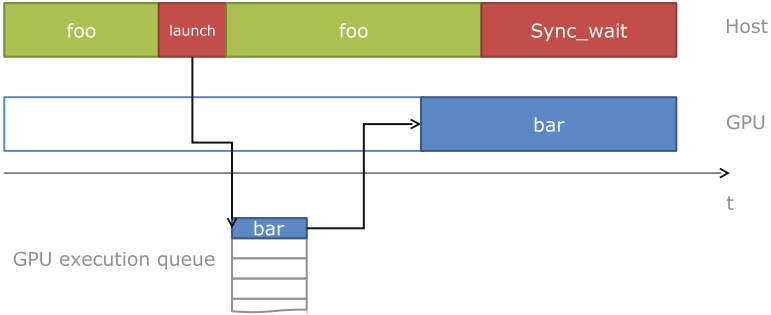 foo launch foo Sync_wait Host
bar GPU
t
bar
GPU execution queue